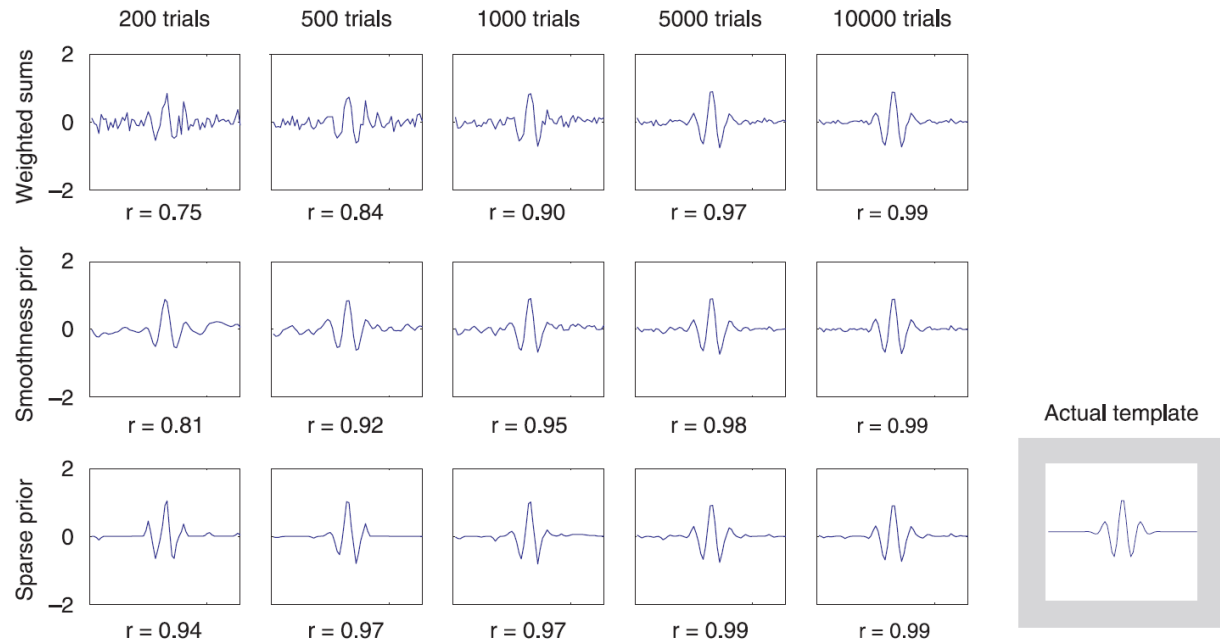 200 trials 500 trials 1000 trials 5000 trials 10000 trials
Weighted sums
2
0
−2
r = 0.75 r = 0.84 r = 0.90 r = 0.97 r = 0.99
Smoothness prior
2
0
−2
r = 0.81 r = 0.92 r = 0.95 r = 0.98 r = 0.99
Actual template
Sparse prior
2
0
−2
r = 0.94 r = 0.97 r = 0.97 r = 0.99 r = 0.99